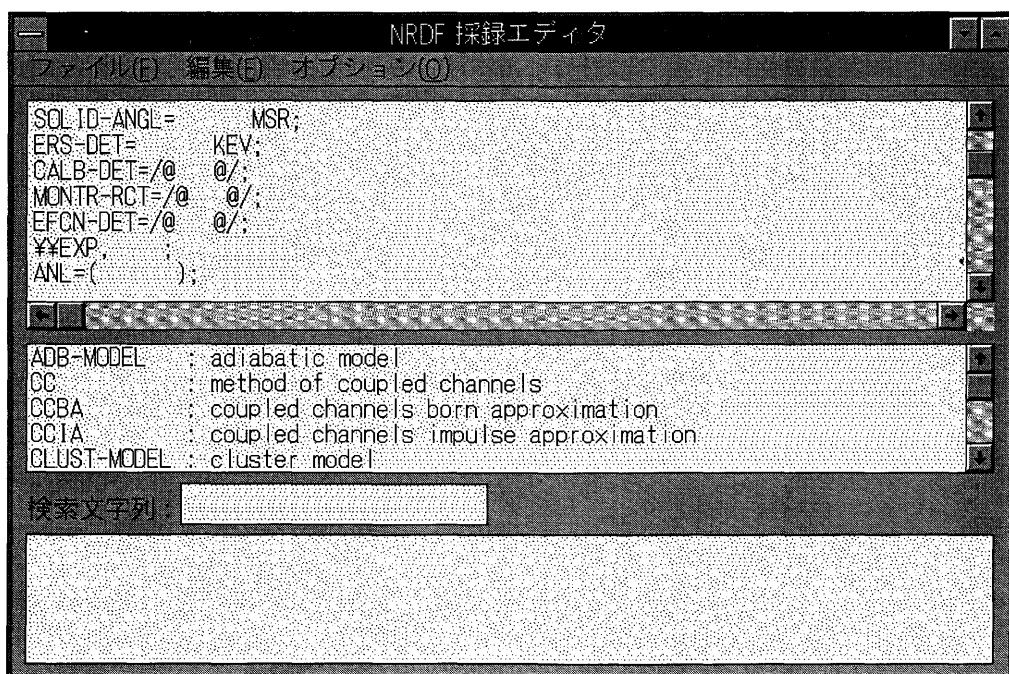 NRDF 採録エディタ
ファイル(F) 編集(E) オプション(O)
SOLID-ANGL= MSR;
ERS-DET= KEV;
CALB-DET=/@ @/;
MONTR-RCT=/@ @/;
EFCN-DET=/@ @/;
¥¥EXP, ;
ANL=( );
ADB-MODEL : adiabatic model
CC : method of coupled channels
CCBA : coupled channels born approximation
CCIA : coupled channels impulse approximation
CLUST-MODEL : cluster model
検索文字列 :